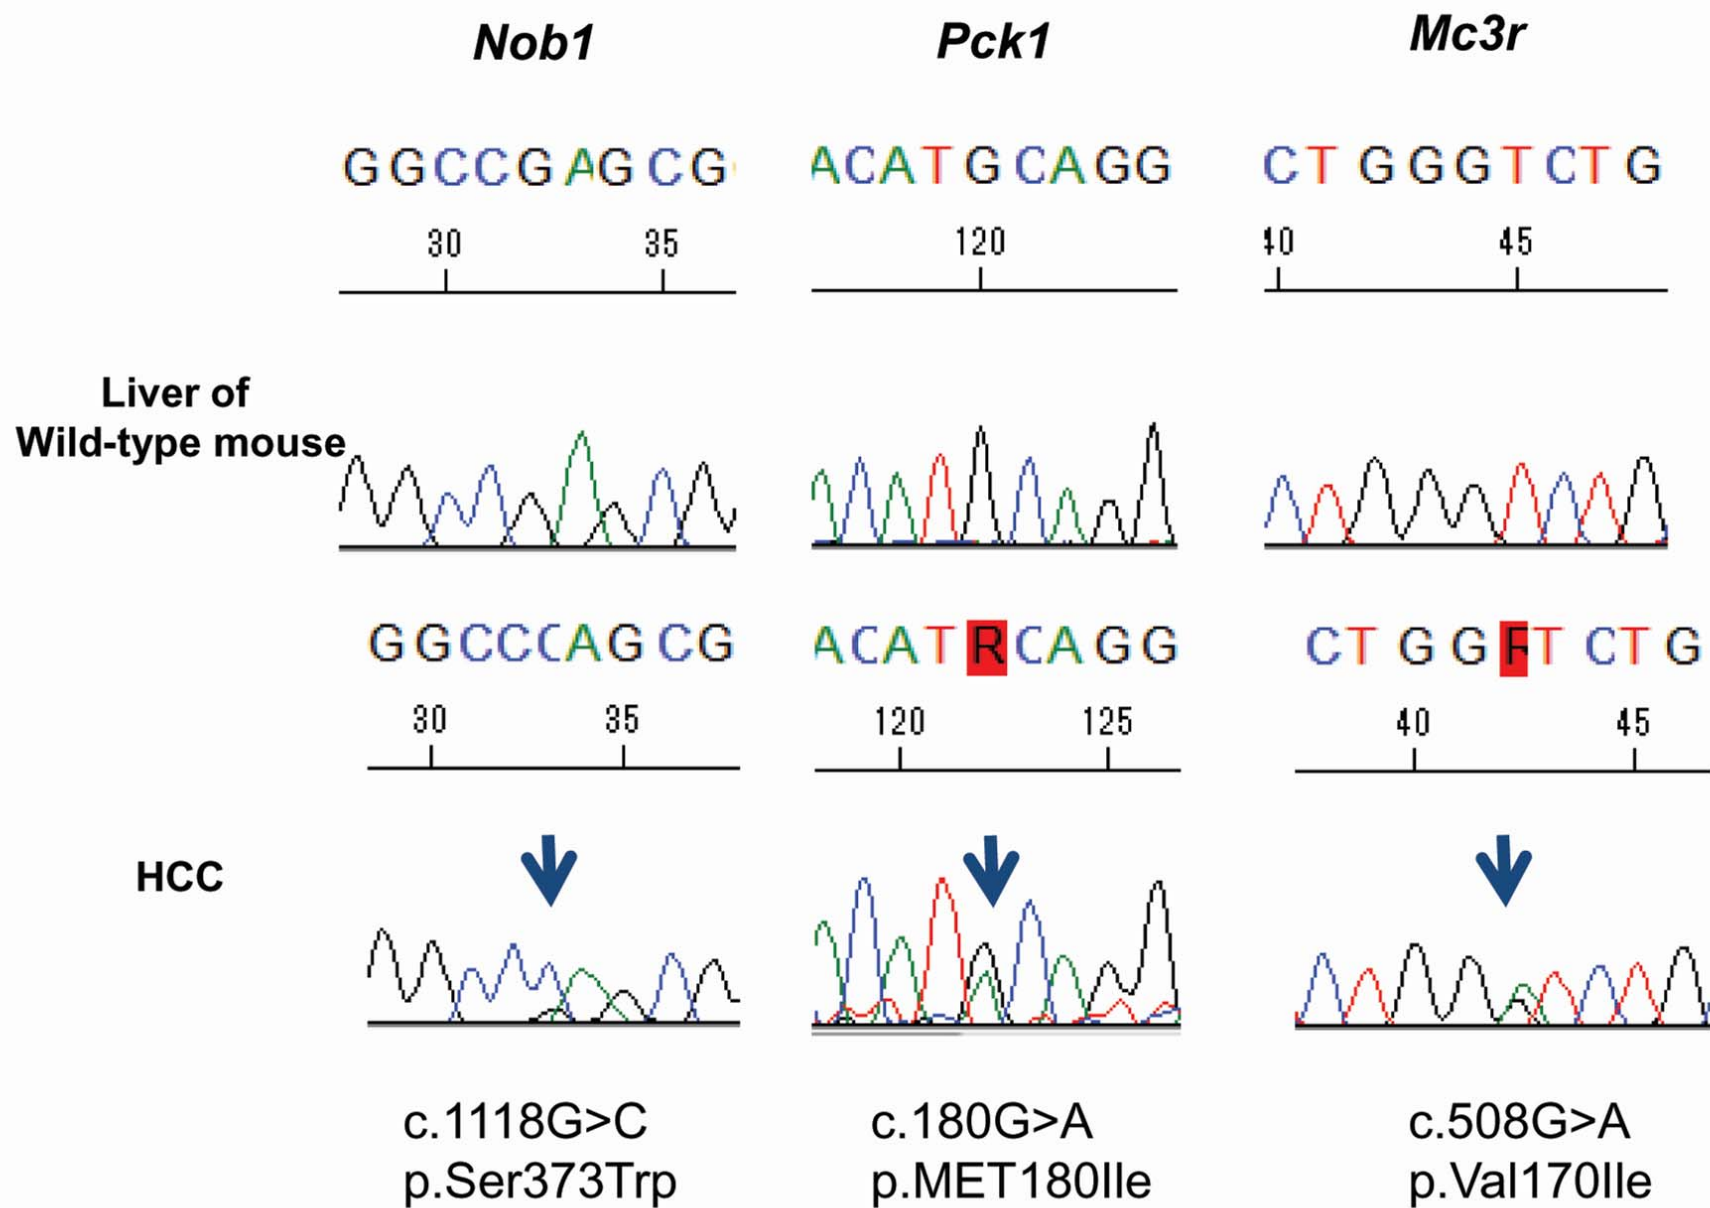 Nob1 Pck1 Mc3r
GGCCGAGCG ACATGCAGG CTGGGTCTG
30 35 120 40 45
Liver of
Wild-type mouse
GGCCCAGCG ACATRCAGG CTGGRTCTG
30 35 120 125 40 45
HCC
c.1118G>C c.180G>A c.508G>A
p.Ser373Trp p.MET180Ile p.Val170Ile